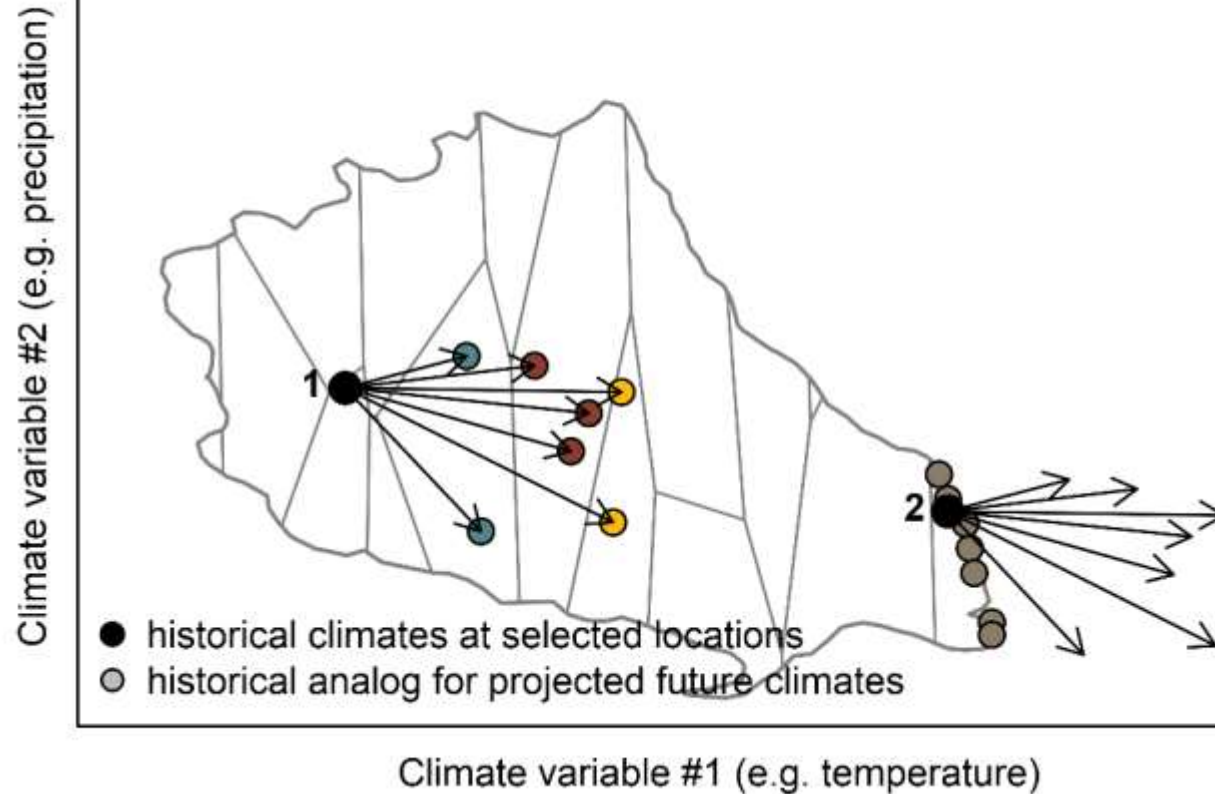 Climate variable #2 (e.g. precipitation)
1
2
historical climates at selected locations
historical analog for projected future climates
Climate variable #1 (e.g. temperature)